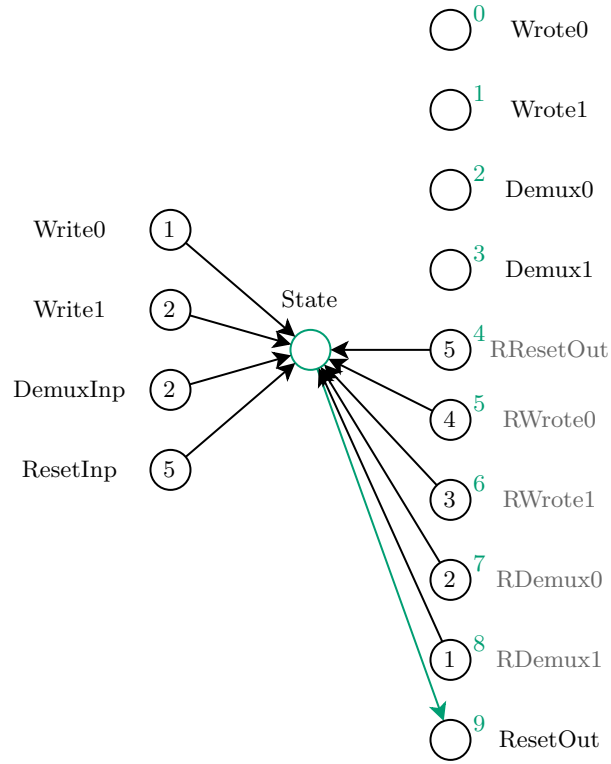 0
Wrote0
1
Wrote1
2
Demux0
Write0
1
3
Demux1
State
Write1
2
4
5
RResetOut
DemuxInp
2
5
4
RWrote0
ResetInp
5
6
3
RWrote1
7
2
RDemux0
8
1
RDemux1
9
ResetOut